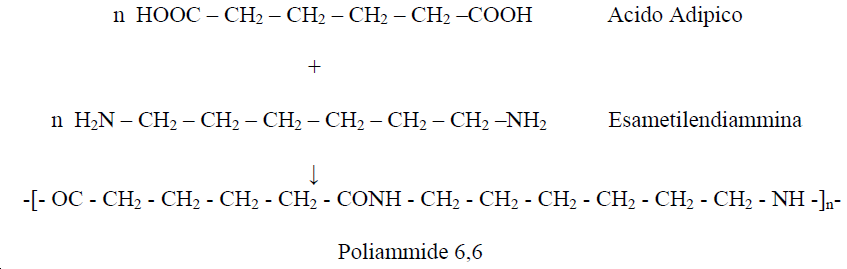 n HOOC – CH₂ – CH₂ – CH₂ – CH₂ –COOH Acido Adipico
+
n H₂N – CH₂ – CH₂ – CH₂ – CH₂ – CH₂ – CH₂ –NH₂ Esametilendiammina
↓
-[- OC - CH₂ - CH₂ - CH₂ - CH₂ - CONH - CH₂ - CH₂ - CH₂ - CH₂ - CH₂ - CH₂ - NH -]ₙ-
Poliammide 6,6